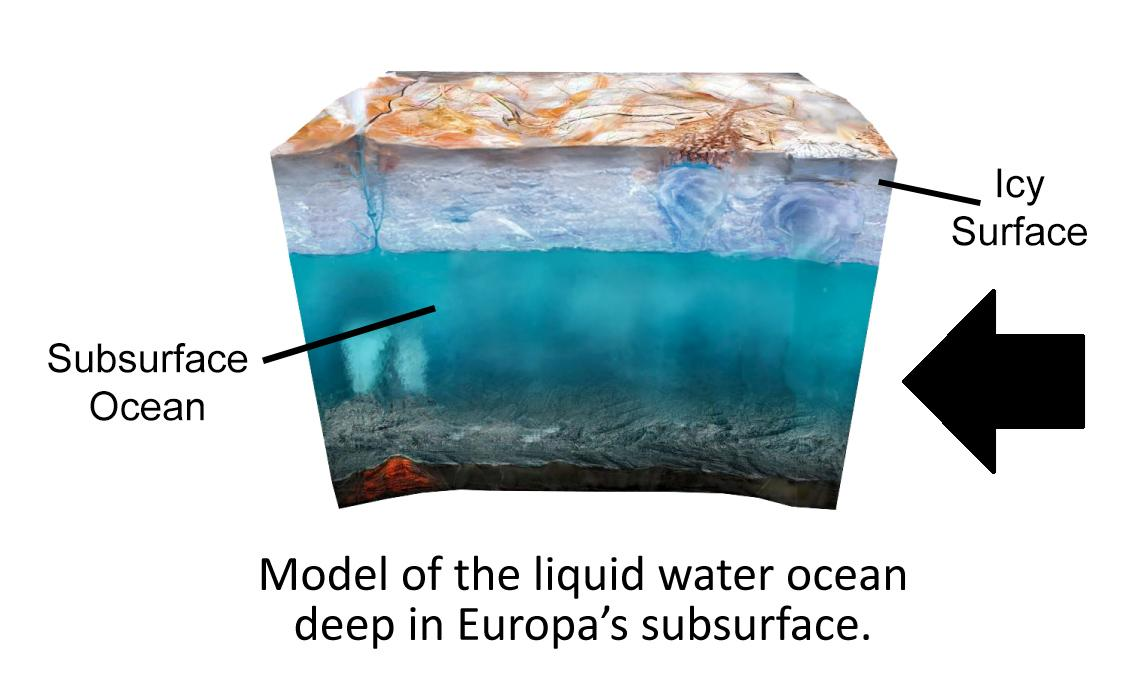 Icy
Surface
Subsurface
Ocean
Model of the liquid water ocean
deep in Europa’s subsurface.